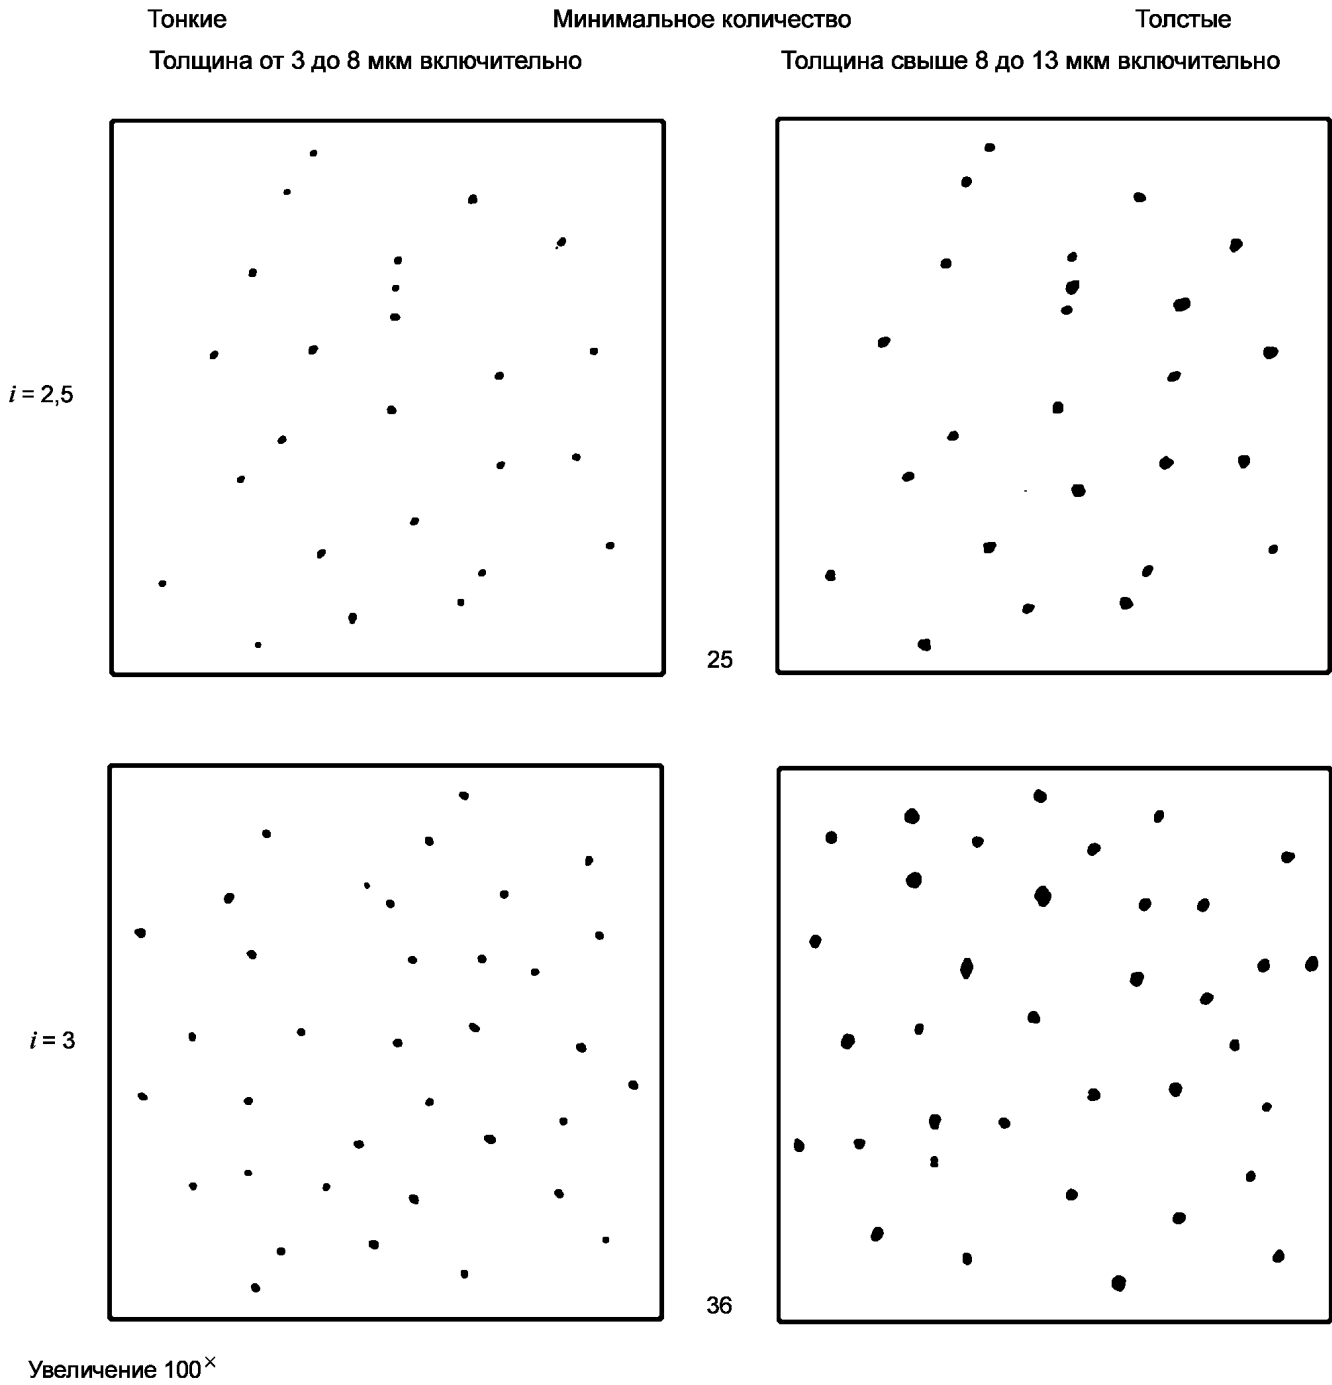 Тонкие Минимальное количество Толстые
Толщина от 3 до 8 мкм включительно Толщина свыше 8 до 13 мкм включительно
i = 2,5
25
i = 3
36
Увеличение 100×